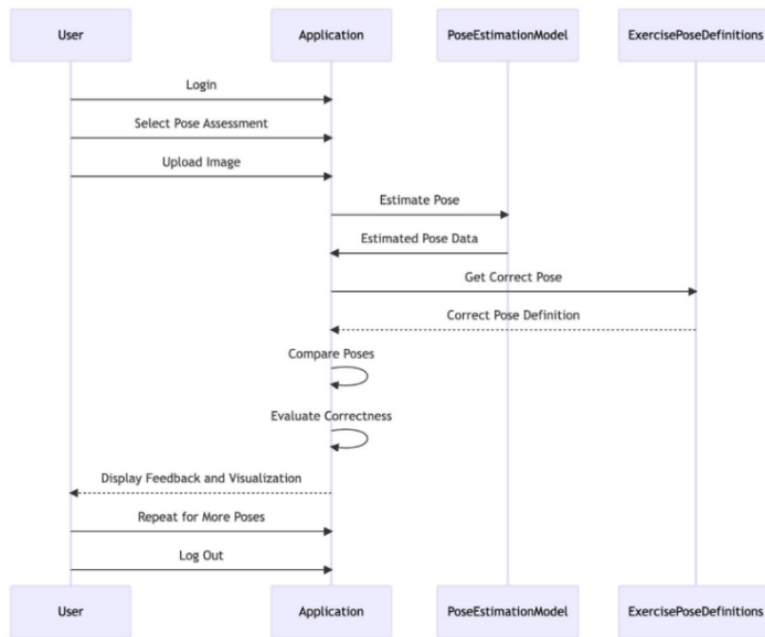 User
Application
PoseEstimationModel
ExercisePoseDefinitions
Login
Select Pose Assessment
Upload Image
Estimate Pose
Estimated Pose Data
Get Correct Pose
Correct Pose Definition
Compare Poses
Evaluate Correctness
Display Feedback and Visualization
Repeat for More Poses
Log Out
User
Application
PoseEstimationModel
ExercisePoseDefinitions